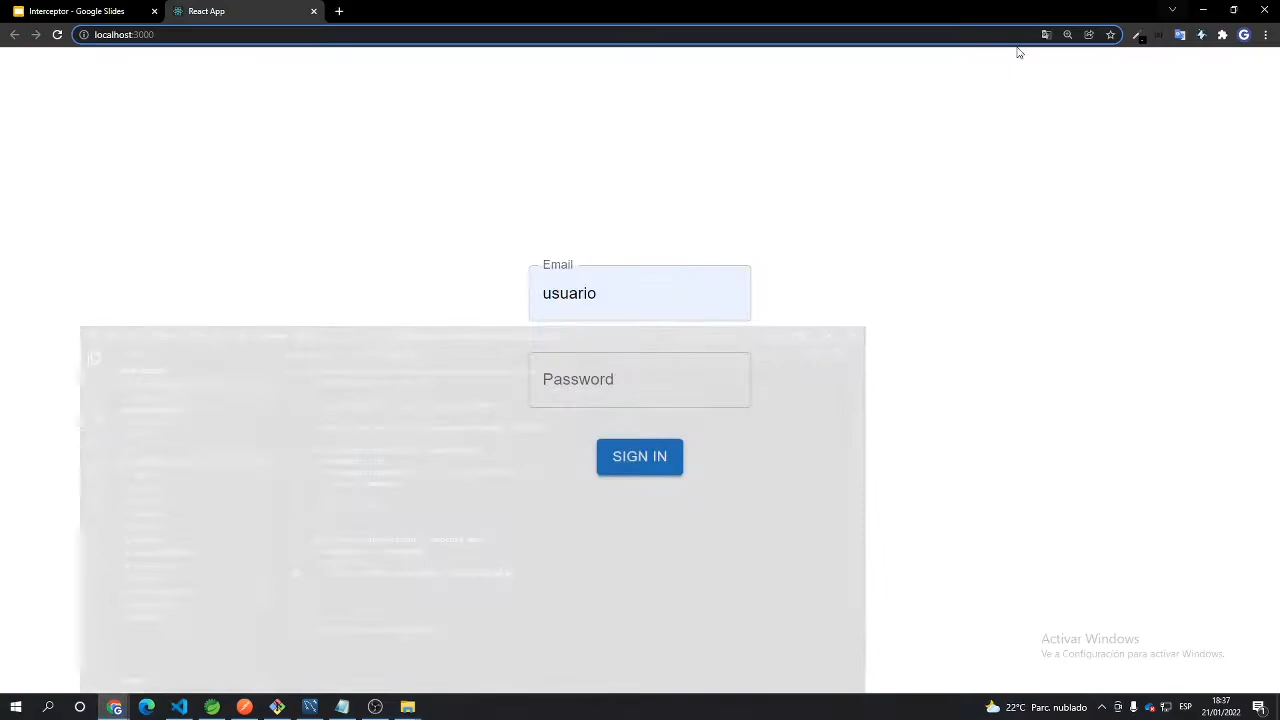 Interceptor - Google Slides
React App
localhost:3000
Email
usuario
Password
SIGN IN
Activar Windows
Ve a Configuración para activar Windows.
22°C Parc. nublado
ESP
18:37
21/01/2022